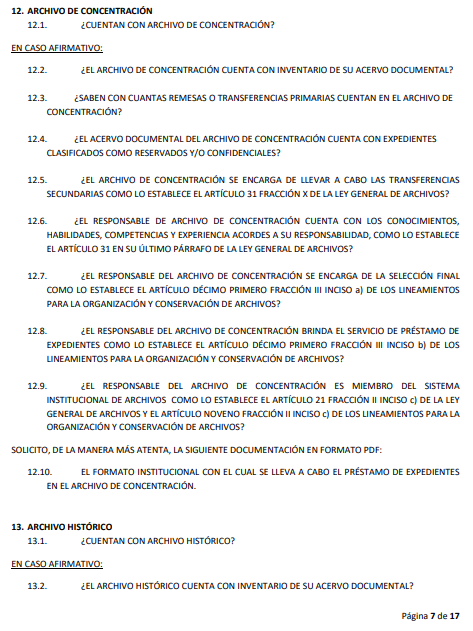 12. ARCHIVO DE CONCENTRACIÓN
12.1. ¿CUENTAN CON ARCHIVO DE CONCENTRACIÓN?
EN CASO AFIRMATIVO:
12.2. ¿EL ARCHIVO DE CONCENTRACIÓN CUENTA CON INVENTARIO DE SU ACERVO DOCUMENTAL?
12.3. ¿SABEN CON CUANTAS REMESAS O TRANSFERENCIAS PRIMARIAS CUENTAN EN EL ARCHIVO DE
CONCENTRACIÓN?
12.4. ¿EL ACERVO DOCUMENTAL DEL ARCHIVO DE CONCENTRACIÓN CUENTA CON EXPEDIENTES
CLASIFICADOS COMO RESERVADOS Y/O CONFIDENCIALES?
12.5. ¿EL ARCHIVO DE CONCENTRACIÓN SE ENCARGA DE LLEVAR A CABO LAS TRANSFERENCIAS
SECUNDARIAS COMO LO ESTABLECE EL ARTÍCULO 31 FRACCIÓN X DE LA LEY GENERAL DE ARCHIVOS?
12.6. ¿EL RESPONSABLE DE ARCHIVO DE CONCENTRACIÓN CUENTA CON LOS CONOCIMIENTOS,
HABILIDADES, COMPETENCIAS Y EXPERIENCIA ACORDES A SU RESPONSABILIDAD, COMO LO ESTABLECE
EL ARTÍCULO 31 EN SU ÚLTIMO PÁRRAFO DE LA LEY GENERAL DE ARCHIVOS?
12.7. ¿EL RESPONSABLE DEL ARCHIVO DE CONCENTRACIÓN SE ENCARGA DE LA SELECCIÓN FINAL
COMO LO ESTABLECE EL ARTÍCULO DÉCIMO PRIMERO FRACCIÓN III INCISO a) DE LOS LINEAMIENTOS
PARA LA ORGANIZACIÓN Y CONSERVACIÓN DE ARCHIVOS?
12.8. ¿EL RESPONSABLE DEL ARCHIVO DE CONCENTRACIÓN BRINDA EL SERVICIO DE PRÉSTAMO DE
EXPEDIENTES COMO LO ESTABLECE EL ARTÍCULO DÉCIMO PRIMERO FRACCIÓN III INCISO b) DE LOS
LINEAMIENTOS PARA LA ORGANIZACIÓN Y CONSERVACIÓN DE ARCHIVOS?
12.9. ¿EL RESPONSABLE DEL ARCHIVO DE CONCENTRACIÓN ES MIEMBRO DEL SISTEMA
INSTITUCIONAL DE ARCHIVOS COMO LO ESTABLECE EL ARTÍCULO 21 FRACCIÓN II INCISO c) DE LA LEY
GENERAL DE ARCHIVOS Y EL ARTÍCULO NOVENO FRACCIÓN II INCISO c) DE LOS LINEAMIENTOS PARA LA
ORGANIZACIÓN Y CONSERVACIÓN DE ARCHIVOS?
SOLICITO, DE LA MANERA MÁS ATENTA, LA SIGUIENTE DOCUMENTACIÓN EN FORMATO PDF:
12.10. EL FORMATO INSTITUCIONAL CON EL CUAL SE LLEVA A CABO EL PRÉSTAMO DE EXPEDIENTES
EN EL ARCHIVO DE CONCENTRACIÓN.
13. ARCHIVO HISTÓRICO
13.1. ¿CUENTAN CON ARCHIVO HISTÓRICO?
EN CASO AFIRMATIVO:
13.2. ¿EL ARCHIVO HISTÓRICO CUENTA CON INVENTARIO DE SU ACERVO DOCUMENTAL?
Página 7 de 17